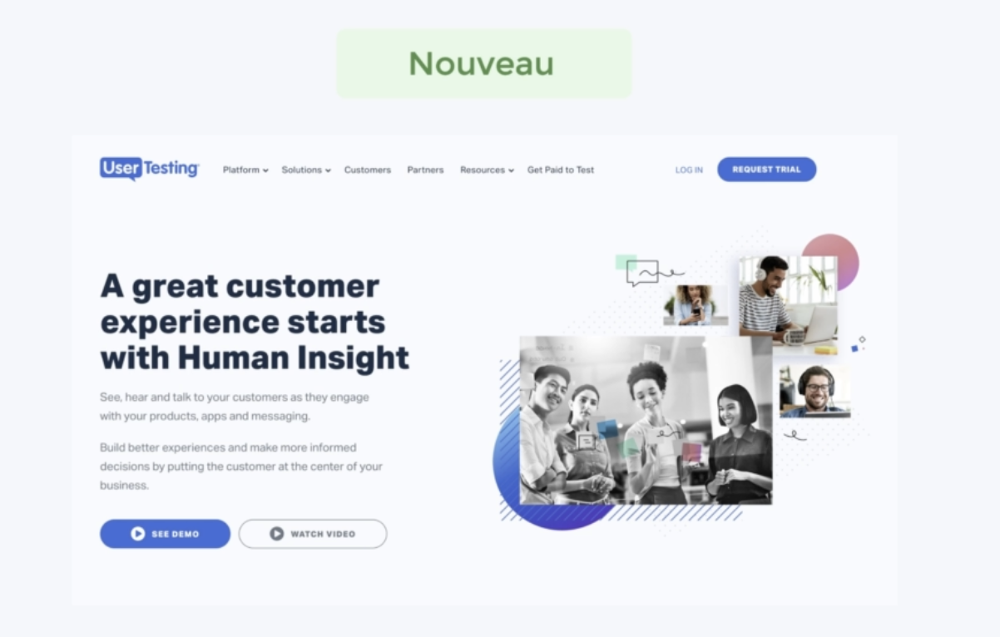 Nouveau
UserTesting
Platform
Solutions
Customers
Partners
Resources
Get Paid to Test
LOG IN
REQUEST TRIAL
A great customer
experience starts
with Human Insight
See, hear and talk to your customers as they engage
with your products, apps and messaging.
Build better experiences and make more informed
decisions by putting the customer at the center of your
business.
SEE DEMO
WATCH VIDEO